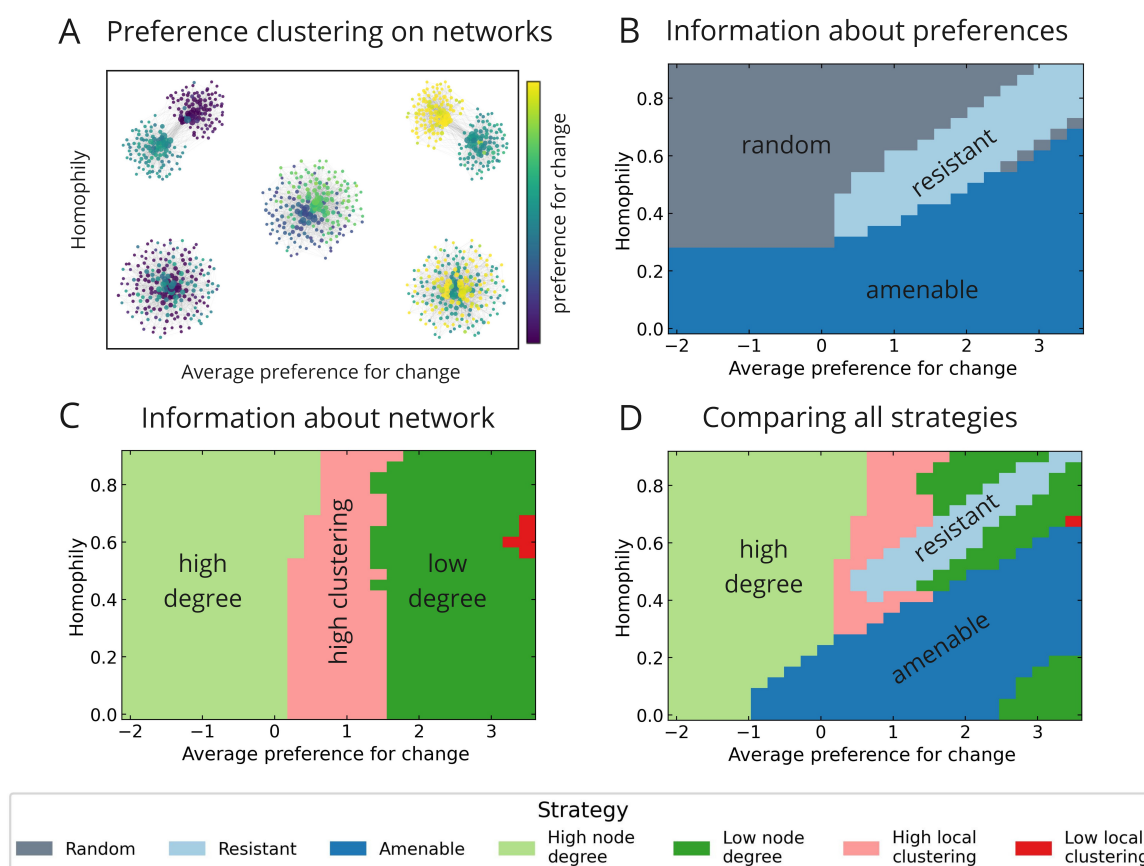 A Preference clustering on networks
Homophily
preference for change
Average preference for change
B Information about preferences
random
resistant
amenable
Homophily
0.8
0.6
0.4
0.2
0.0
−2 −1 0 1 2 3
Average preference for change
C Information about network
high
degree
high clustering
low
degree
Homophily
0.8
0.6
0.4
0.2
0.0
−2 −1 0 1 2 3
Average preference for change
D Comparing all strategies
high
degree
resistant
amenable
Homophily
0.8
0.6
0.4
0.2
0.0
−2 −1 0 1 2 3
Average preference for change
Strategy
Random
Resistant
Amenable
High node
degree
Low node
degree
High local
clustering
Low local
clustering